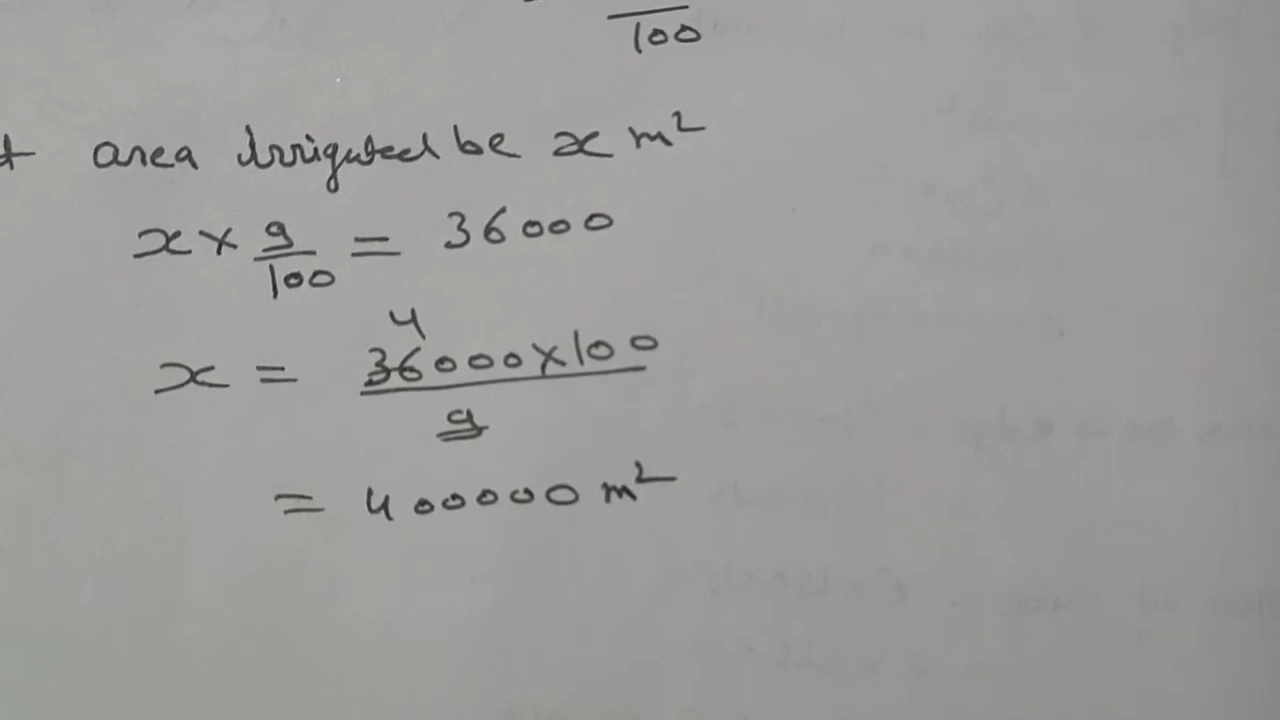 100
area irrigated be x m²
x × 9/100 = 36000
4
x = 36000×100/9
= 400000 m²